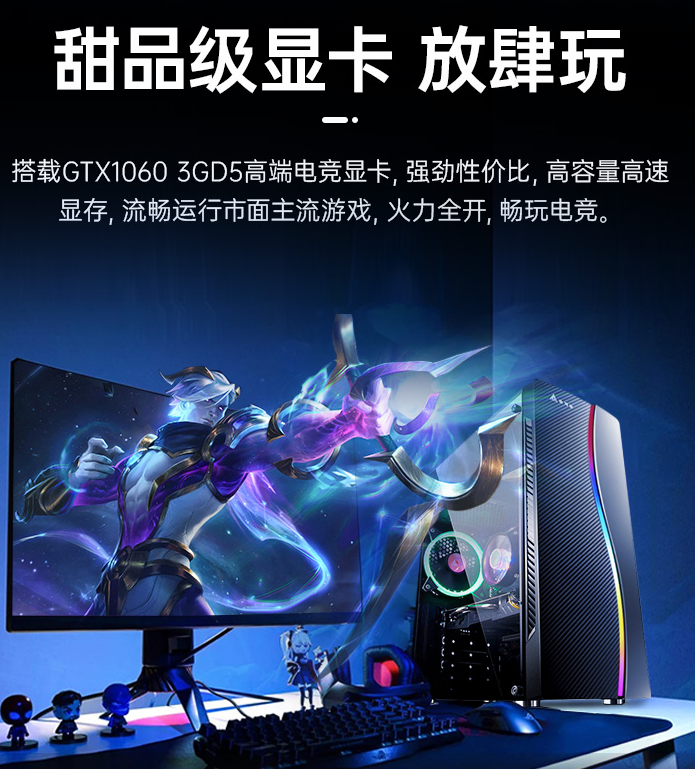 甜品级显卡 放肆玩
搭载GTX1060 3GD5高端电竞显卡, 强劲性价比, 高容量高速
显存, 流畅运行市面主流游戏, 火力全开, 畅玩电竞。